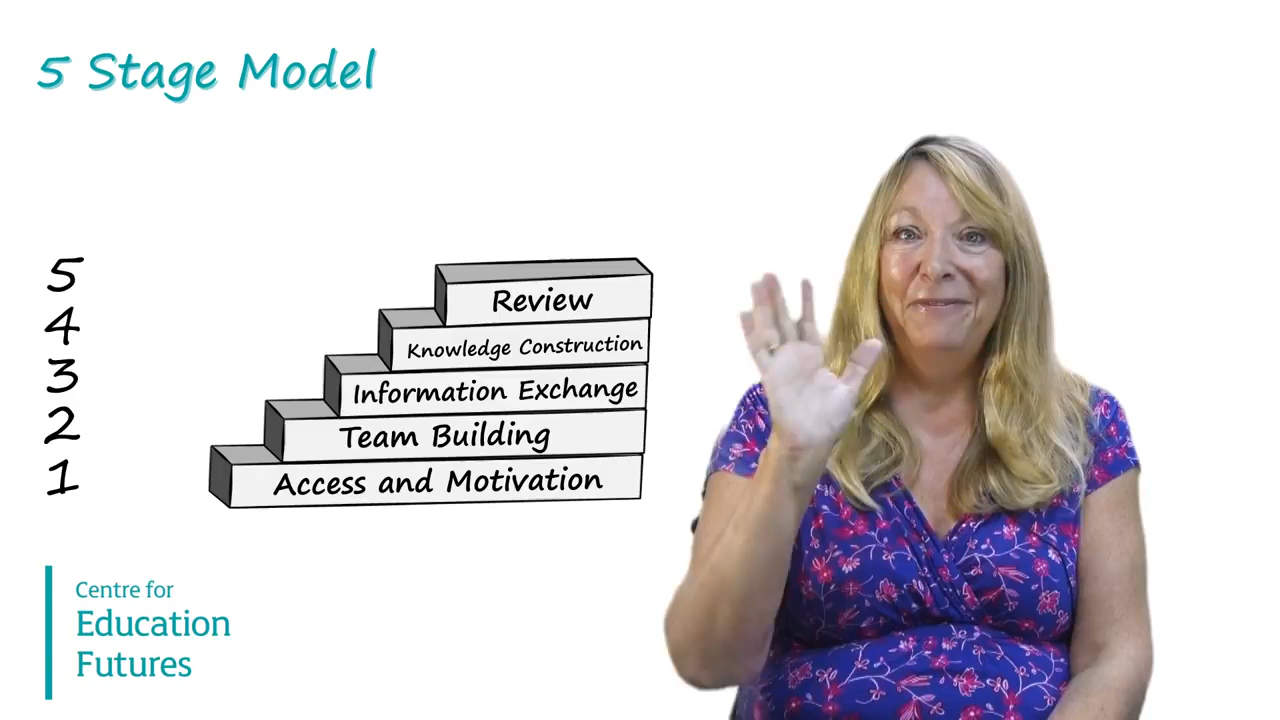 5 Stage Model
5
Review
4
Knowledge Construction
3
Information Exchange
2
Team Building
1
Access and Motivation
Centre for
Education
Futures